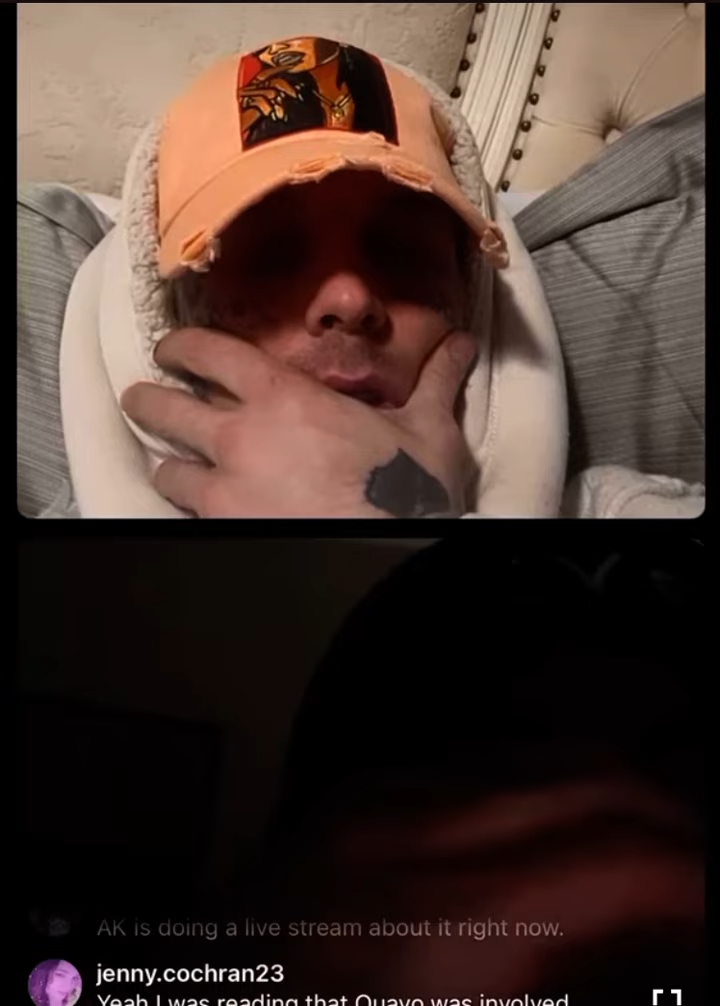 AK is doing a live stream about it right now.
jenny.cochran23
Yeah I was reading that Quavo was involved